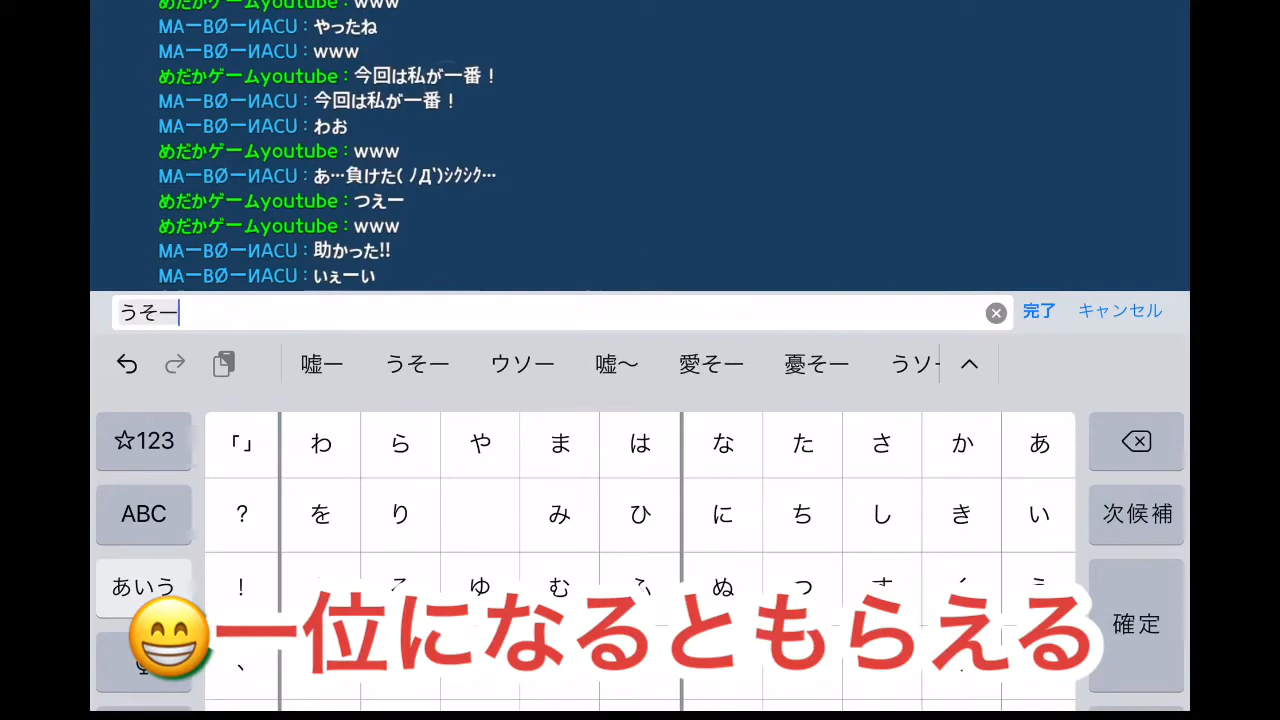 めだかゲームyoutube：www
MAーBØーИACU：やったね
MAーBØーИACU：www
めだかゲームyoutube：今回は私が一番！
MAーBØーИACU：今回は私が一番！
MAーBØーИACU：わお
めだかゲームyoutube：www
MAーBØーИACU：あ…負けた( ﾉД`)ｼｸｼｸ…
めだかゲームyoutube：つえー
めだかゲームyoutube：www
MAーBØーИACU：助かった!!
MAーBØーИACU：いぇーい
うそー 完了 キャンセル
嘘ー うそー ウソー 嘘〜 愛そー 憂そー うソ
☆123 「」 わ ら や ま は な た さ か あ
ABC ? を り み ひ に ち し き い 次候補
あいう ! ゆ む ぬ つ 確定
😁一位になるともらえる
、